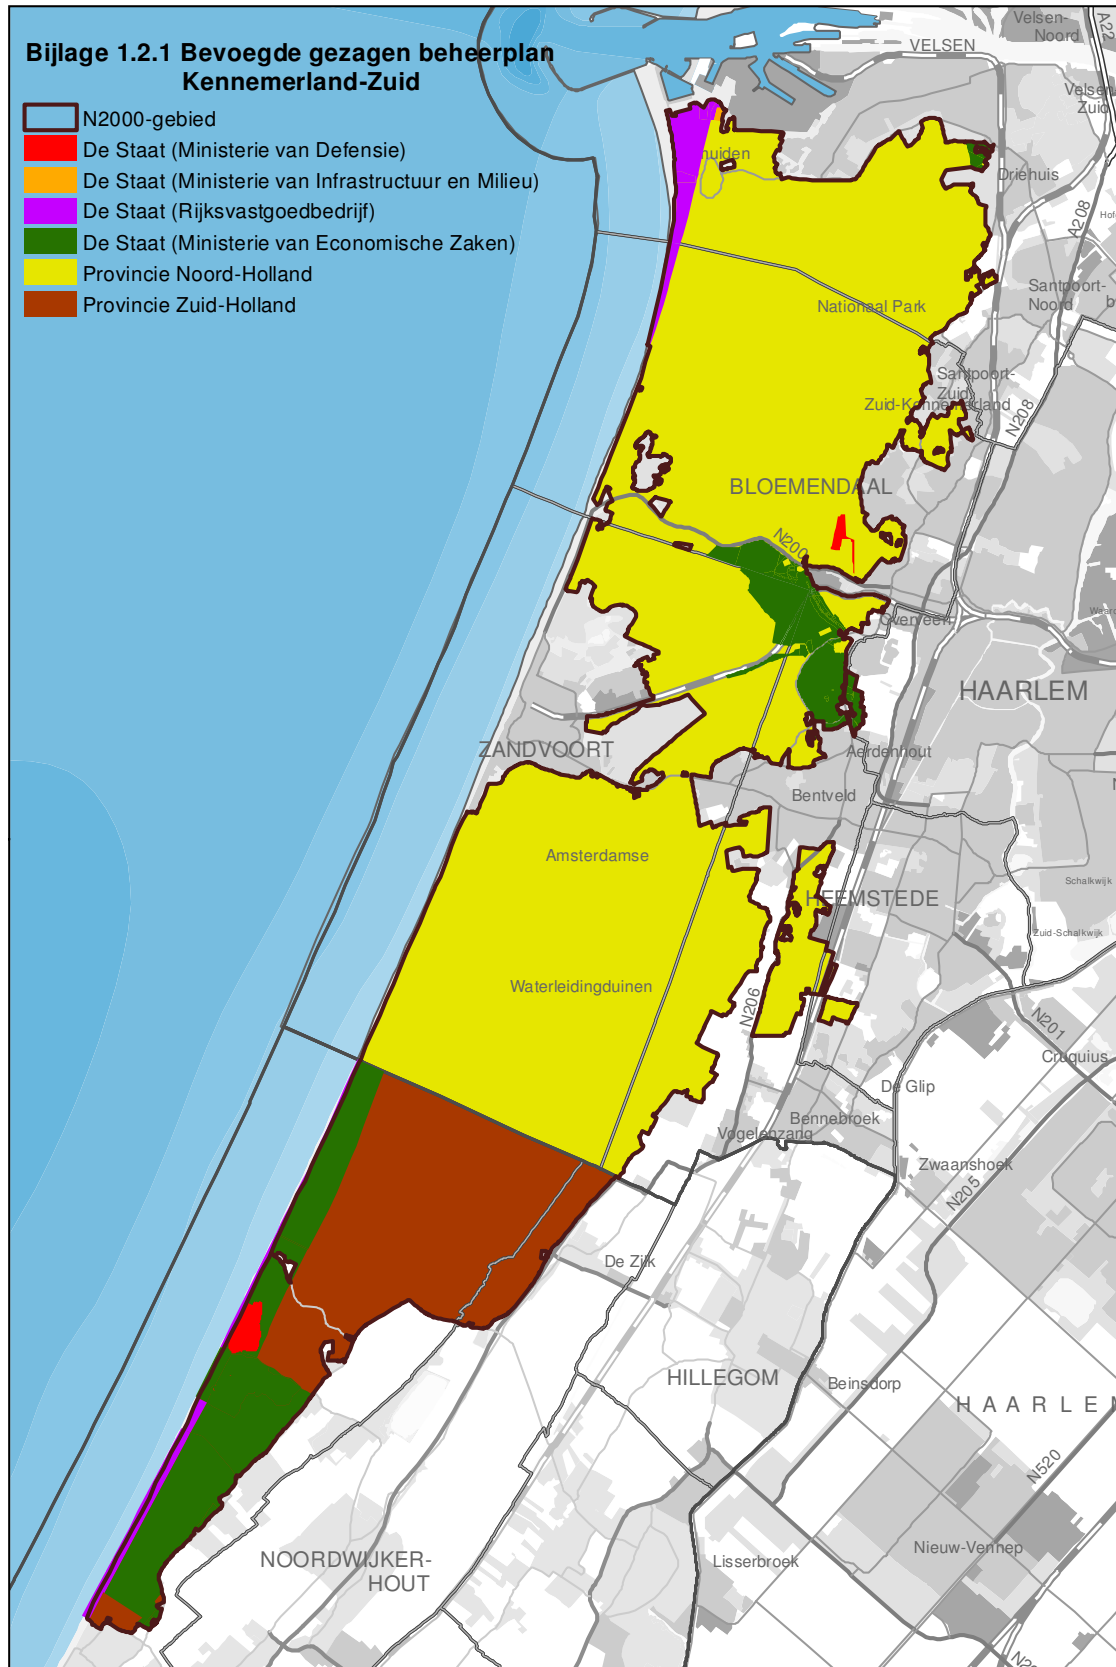 Bijlage 1.2.1 Bevoegde gezagen beheerplan
Kennemerland-Zuid
N2000-gebied
De Staat (Ministerie van Defensie)
De Staat (Ministerie van Infrastructuur en Milieu)
De Staat (Rijksvastgoedbedrijf)
De Staat (Ministerie van Economische Zaken)
Provincie Noord-Holland
Provincie Zuid-Holland
Velsen-
Noord
A22
VELSEN
Velsen-
Zuid
huiden
Driehuis
A208
Santpoort-
Noord
Nationaal Park
Santpoort-
Zuid
Zuid-Kennemerland
N208
BLOEMENDAAL
N200
Overveen
HAARLEM
ZANDVOORT
Aerdenhout
Bentveld
Amsterdamse
Schalkwijk
HEEMSTEDE
Zuid-Schalkwijk
Waterleidingduinen
N206
N201
Cruquius
De Glip
Bennebroek
Vogelenzang
Zwaanshoek
N205
De Zilk
HILLEGOM
Beinsdorp
HAARLEM
N520
NOORDWIJKER-
HOUT
Lisserbroek
Nieuw-Vennep